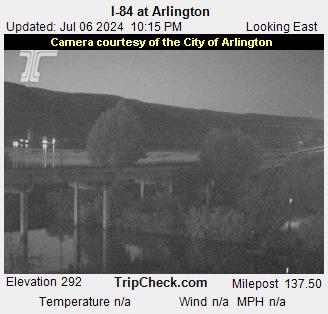 I-84 at Arlington
Updated: Jul 06 2024 10:15 PM Looking East
Camera courtesy of the City of Arlington
Elevation 292 TripCheck.com Milepost 137.50
Temperature n/a Wind n/a MPH n/a